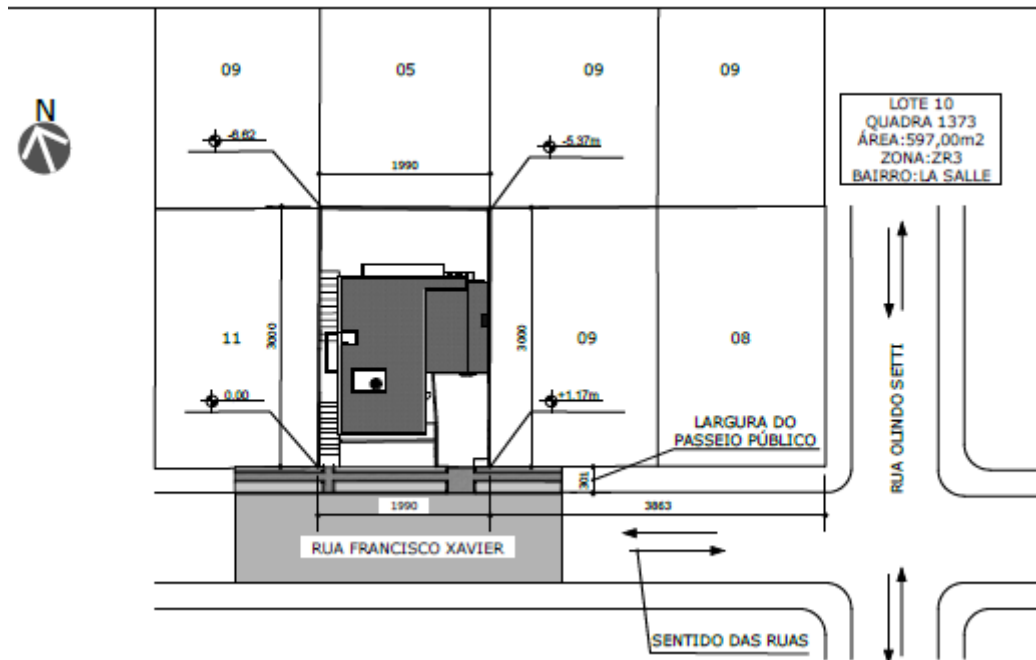 09
05
09
09
N
-6.62
-5.37m
1990
LOTE 10
QUADRA 1373
ÁREA:597,00m2
ZONA:ZR3
BAIRRO:LA SALLE
11
3000
3000
09
08
0.00
+1.17m
LARGURA DO
PASSEIO PÚBLICO
RUA OLINDO SETTI
301
1990
3863
RUA FRANCISCO XAVIER
SENTIDO DAS RUAS